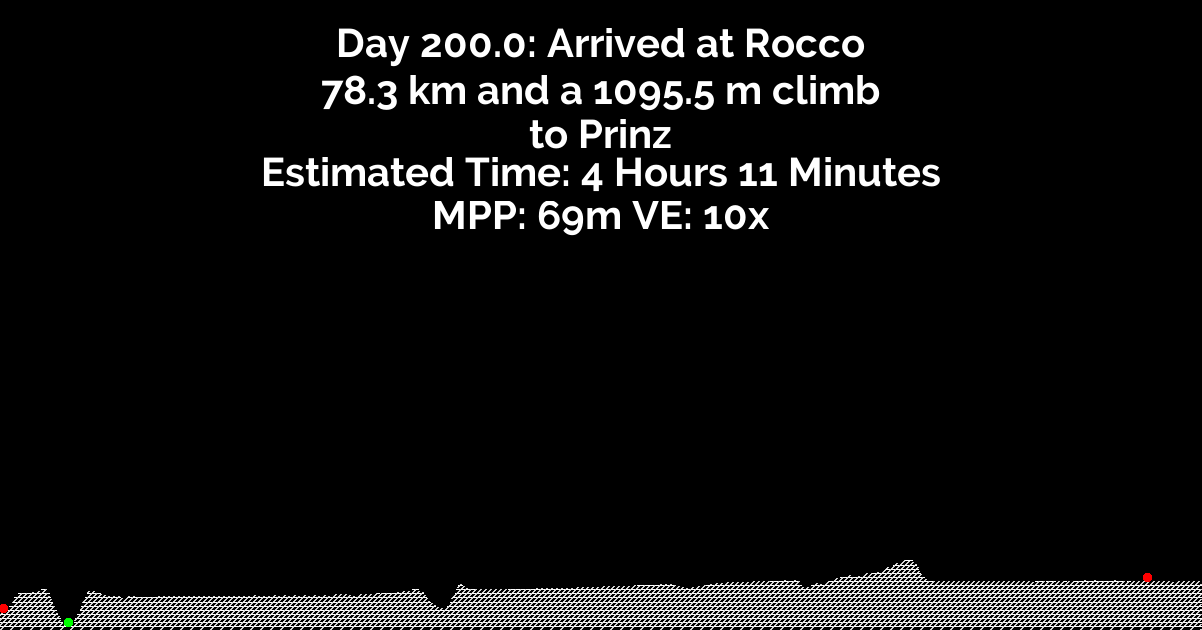 Day 200.0: Arrived at Rocco
78.3 km and a 1095.5 m climb
to Prinz
Estimated Time: 4 Hours 11 Minutes
MPP: 69m VE: 10x